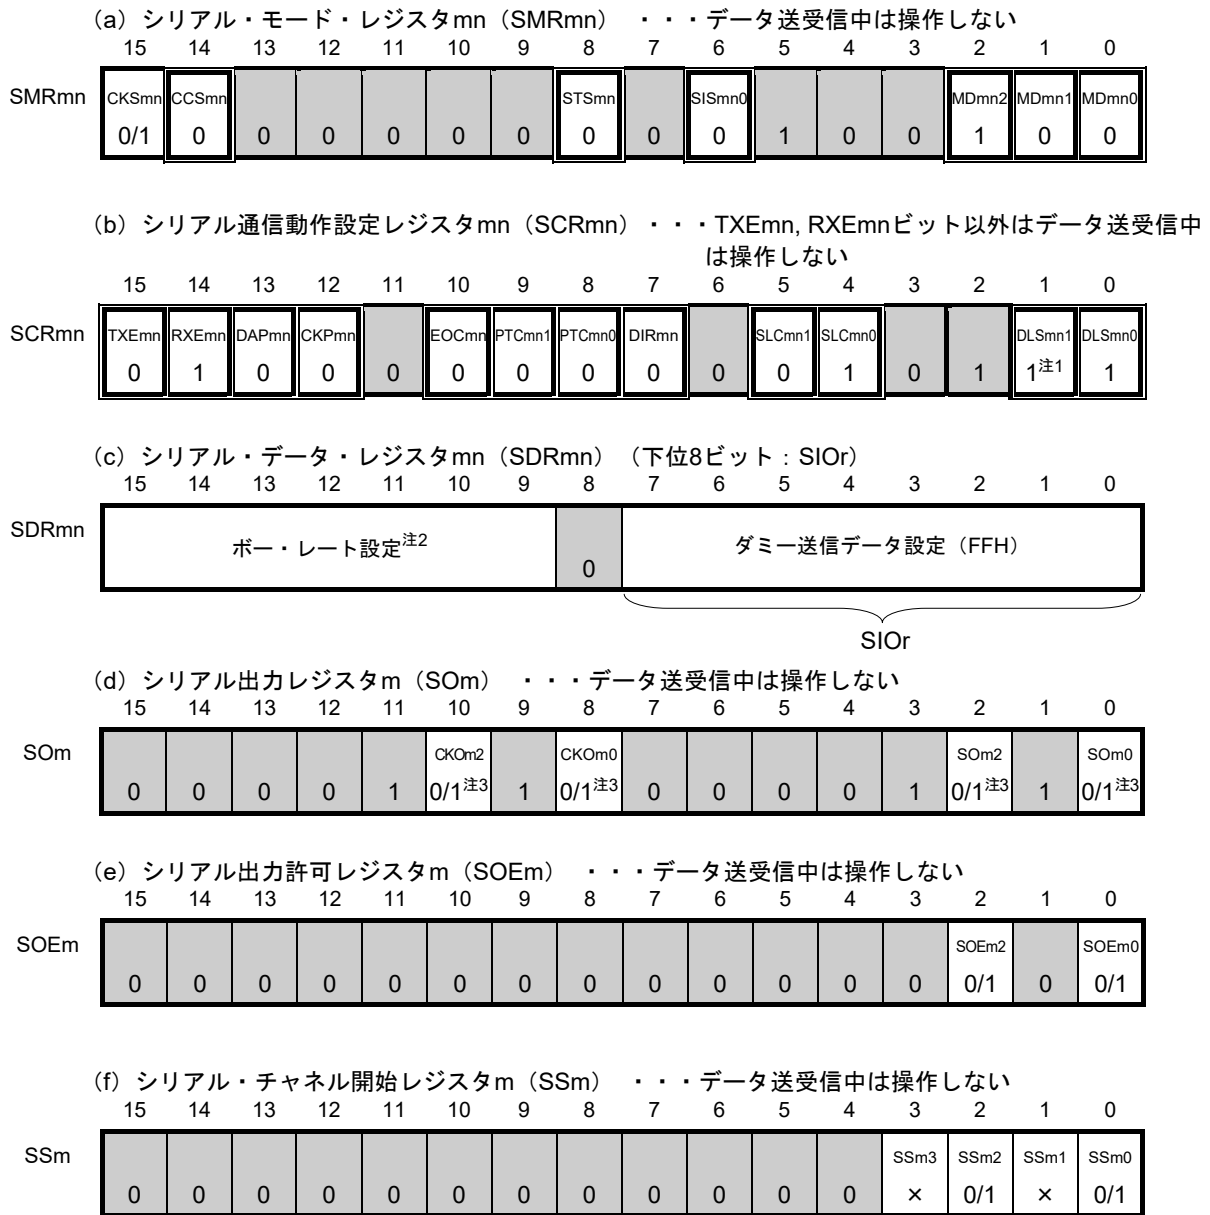 (a) シリアル・モード・レジスタmn（SMRmn） ・・・データ送受信中は操作しない
15 14 13 12 11 10 9 8 7 6 5 4 3 2 1 0
SMRmn CKSmn CCSmn STSmn SISmn0 MDmn2 MDmn1 MDmn0
0/1 0 0 0 0 0 0 0 0 0 1 0 0 1 0 0
(b) シリアル通信動作設定レジスタmn（SCRmn）・・・TXEmn, RXEmnビット以外はデータ送受信中
は操作しない
15 14 13 12 11 10 9 8 7 6 5 4 3 2 1 0
SCRmn TXEmn RXEmn DAPmn CKPmn EOCmn PTCmn1 PTCmn0 DIRmn SLCmn1 SLCmn0 DLSmn1 DLSmn0
0 1 0 0 0 0 0 0 0 0 0 1 0 1 1注1 1
(c) シリアル・データ・レジスタmn（SDRmn）（下位8ビット：SIOr）
15 14 13 12 11 10 9 8 7 6 5 4 3 2 1 0
SDRmn ボー・レート設定注2 0 ダミー送信データ設定（FFH）
SIOr
(d) シリアル出力レジスタm（SOm） ・・・データ送受信中は操作しない
15 14 13 12 11 10 9 8 7 6 5 4 3 2 1 0
SOm CKOm2 CKOm0 SOm2 SOm0
0 0 0 0 1 0/1注3 1 0/1注3 0 0 0 0 1 0/1注3 1 0/1注3
(e) シリアル出力許可レジスタm（SOEm） ・・・データ送受信中は操作しない
15 14 13 12 11 10 9 8 7 6 5 4 3 2 1 0
SOEm SOEm2 SOEm0
0 0 0 0 0 0 0 0 0 0 0 0 0 0/1 0 0/1
(f) シリアル・チャネル開始レジスタm（SSm） ・・・データ送受信中は操作しない
15 14 13 12 11 10 9 8 7 6 5 4 3 2 1 0
SSm SSm3 SSm2 SSm1 SSm0
0 0 0 0 0 0 0 0 0 0 0 0 × 0/1 × 0/1